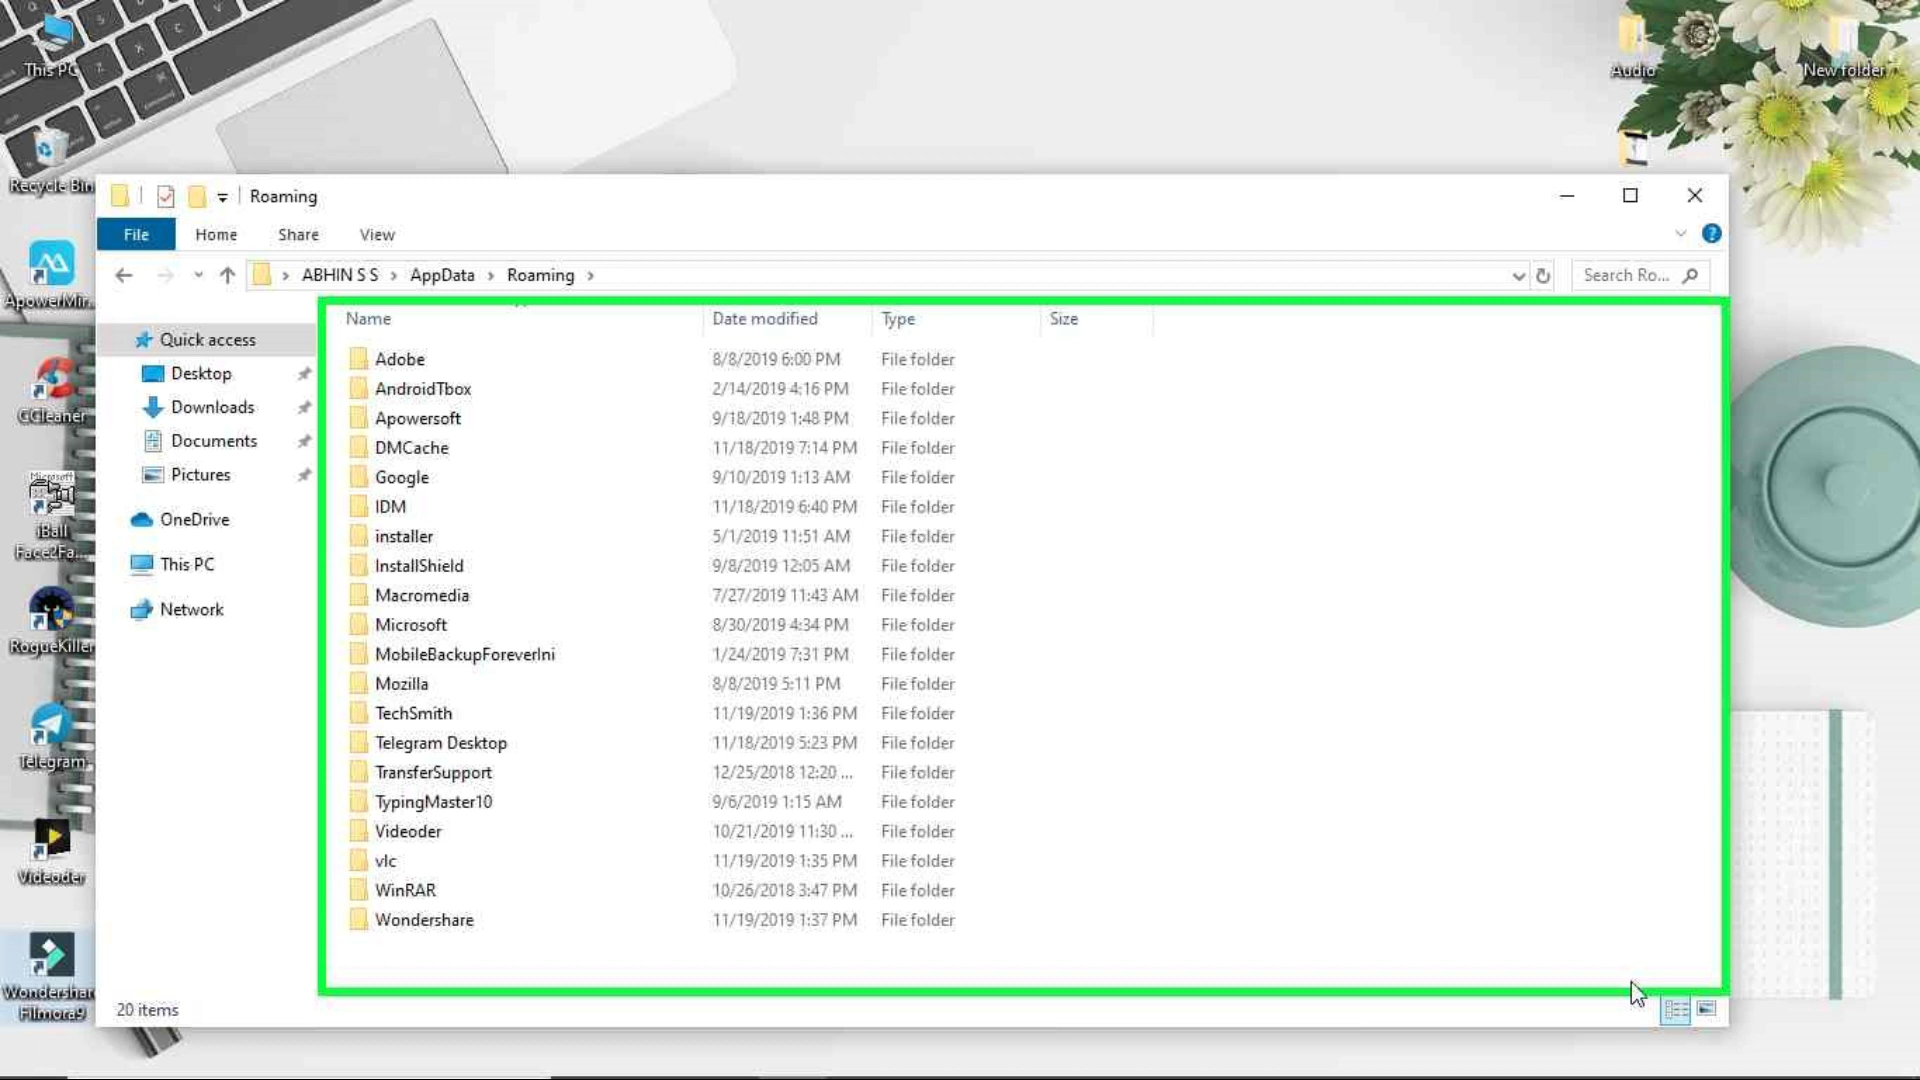 This PC
Audio
New folder
Recycle Bin
Roaming
File Home Share View
ABHIN S S > AppData > Roaming >
Search Ro...
ApowerMir...
Name Date modified Type Size
Quick access
Desktop
Downloads
Documents
Pictures
OneDrive
This PC
Network
Adobe 8/8/2019 6:00 PM File folder
AndroidTbox 2/14/2019 4:16 PM File folder
Apowersoft 9/18/2019 1:48 PM File folder
DMCache 11/18/2019 7:14 PM File folder
Google 9/10/2019 1:13 AM File folder
IDM 11/18/2019 6:40 PM File folder
installer 5/1/2019 11:51 AM File folder
InstallShield 9/8/2019 12:05 AM File folder
Macromedia 7/27/2019 11:43 AM File folder
Microsoft 8/30/2019 4:34 PM File folder
MobileBackupForeverIni 1/24/2019 7:31 PM File folder
Mozilla 8/8/2019 5:11 PM File folder
TechSmith 11/19/2019 1:36 PM File folder
Telegram Desktop 11/18/2019 5:23 PM File folder
TransferSupport 12/25/2018 12:20 ... File folder
TypingMaster10 9/6/2019 1:15 AM File folder
Videoder 10/21/2019 11:30 ... File folder
vlc 11/19/2019 1:35 PM File folder
WinRAR 10/26/2018 3:47 PM File folder
Wondershare 11/19/2019 1:37 PM File folder
CCleaner
Microsoft
iBall
Face2Fa...
RogueKiller
Telegram
Videoder
Wondershar
Filmora9
20 items